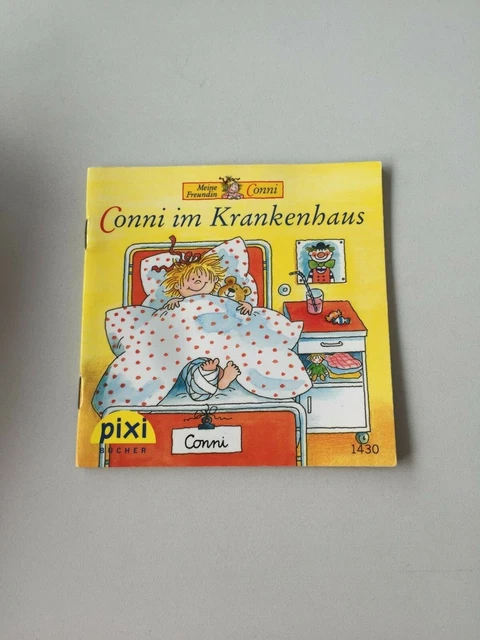 Meine
Freundin
Conni
Conni im Krankenhaus
pixi
BÜCHER
Conni
1430